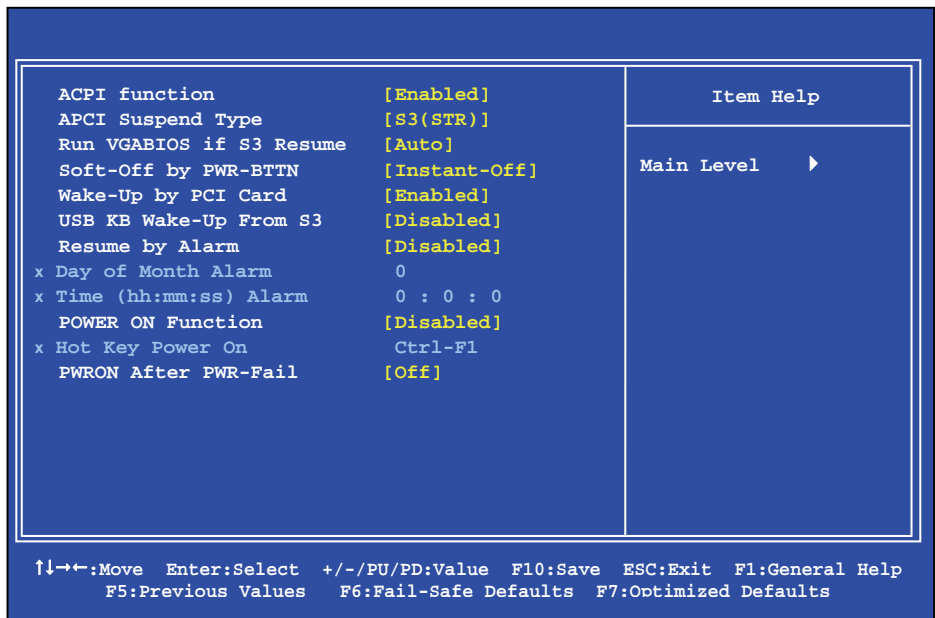 ACPI function [Enabled]
APCI Suspend Type [S3(STR)]
Run VGABIOS if S3 Resume [Auto]
Soft-Off by PWR-BTTN [Instant-Off]
Wake-Up by PCI Card [Enabled]
USB KB Wake-Up From S3 [Disabled]
Resume by Alarm [Disabled]
x Day of Month Alarm 0
x Time (hh:mm:ss) Alarm 0 : 0 : 0
POWER ON Function [Disabled]
x Hot Key Power On Ctrl-F1
PWRON After PWR-Fail [Off]
Item Help
Main Level
↑↓→←:Move Enter:Select +/-/PU/PD:Value F10:Save ESC:Exit F1:General Help
F5:Previous Values F6:Fail-Safe Defaults F7:Optimized Defaults